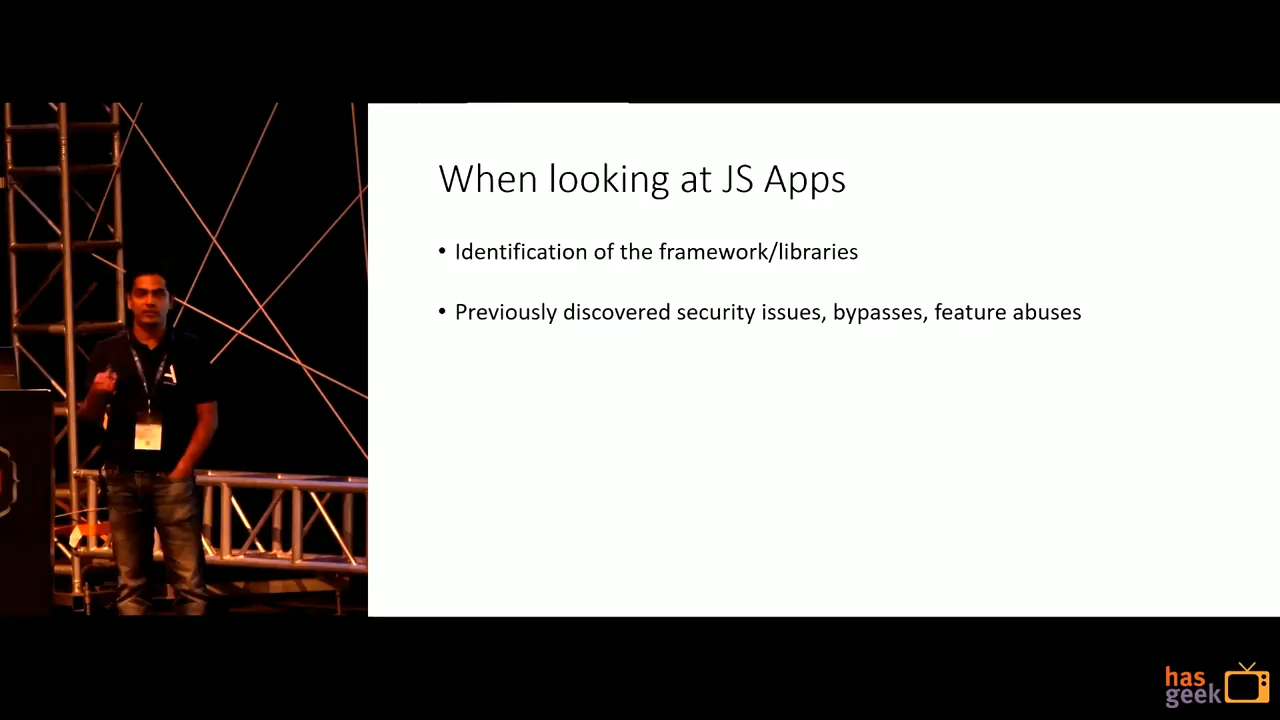 When looking at JS Apps
• Identification of the framework/libraries
• Previously discovered security issues, bypasses, feature abuses
has
geek